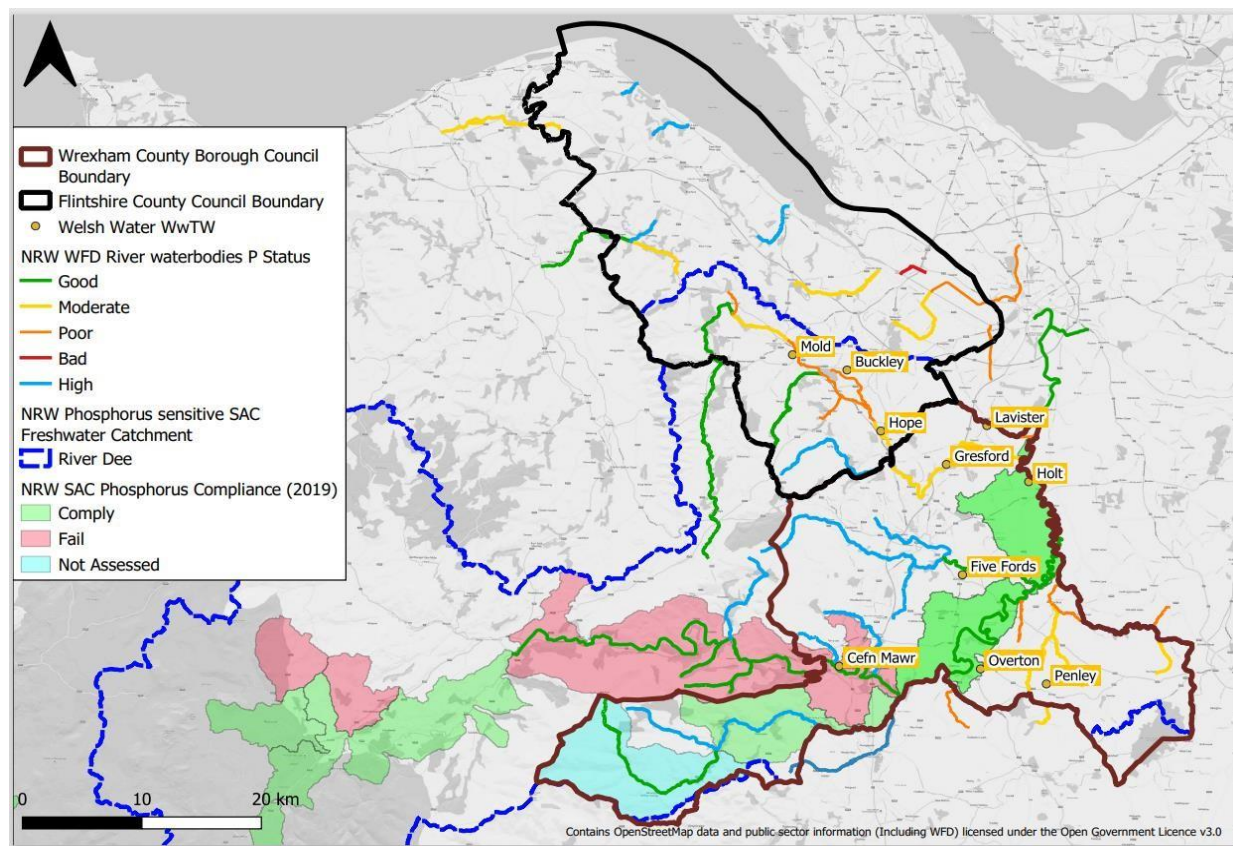 Wrexham County Borough Council
Boundary
Flintshire County Council Boundary
Welsh Water WwTW
NRW WFD River waterbodies P Status
Good
Moderate
Poor
Bad
High
NRW Phosphorus sensitive SAC
Freshwater Catchment
River Dee
NRW SAC Phosphorus Compliance (2019)
Comply
Fail
Not Assessed
Mold
Buckley
Hope
Lavister
Gresford
Holt
Five Fords
Cefn Mawr
Overton
Penley
0 10 20 km
Contains OpenStreetMap data and public sector information (Including WFD) licensed under the Open Government Licence v3.0